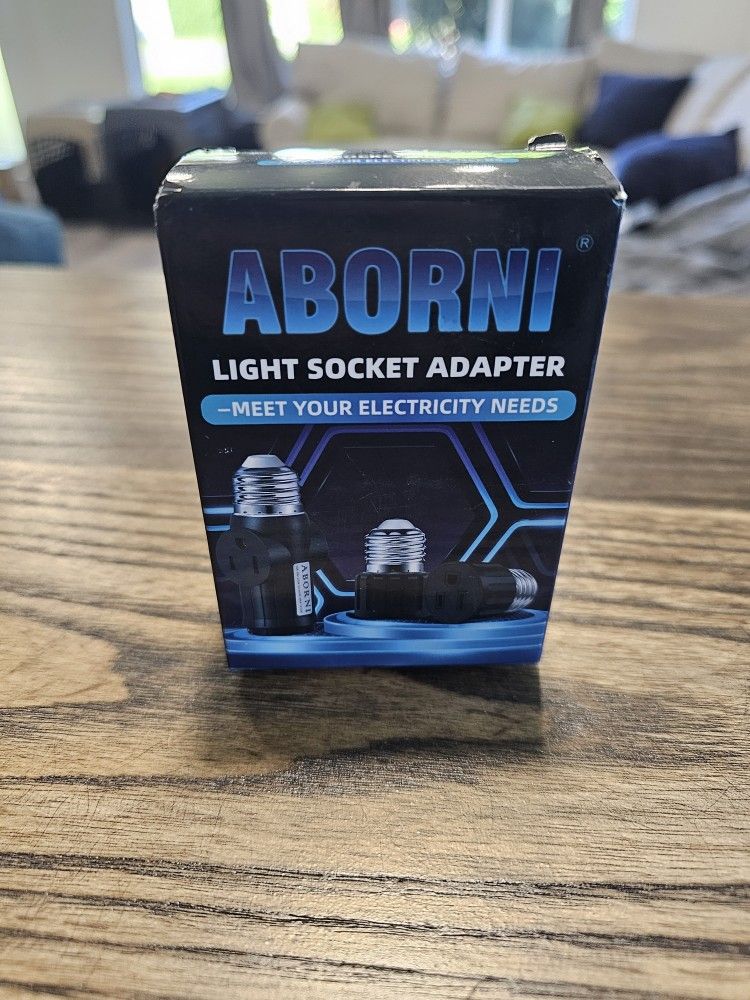 ABORNI
®
LIGHT SOCKET ADAPTER
–MEET YOUR ELECTRICITY NEEDS
ABORNI